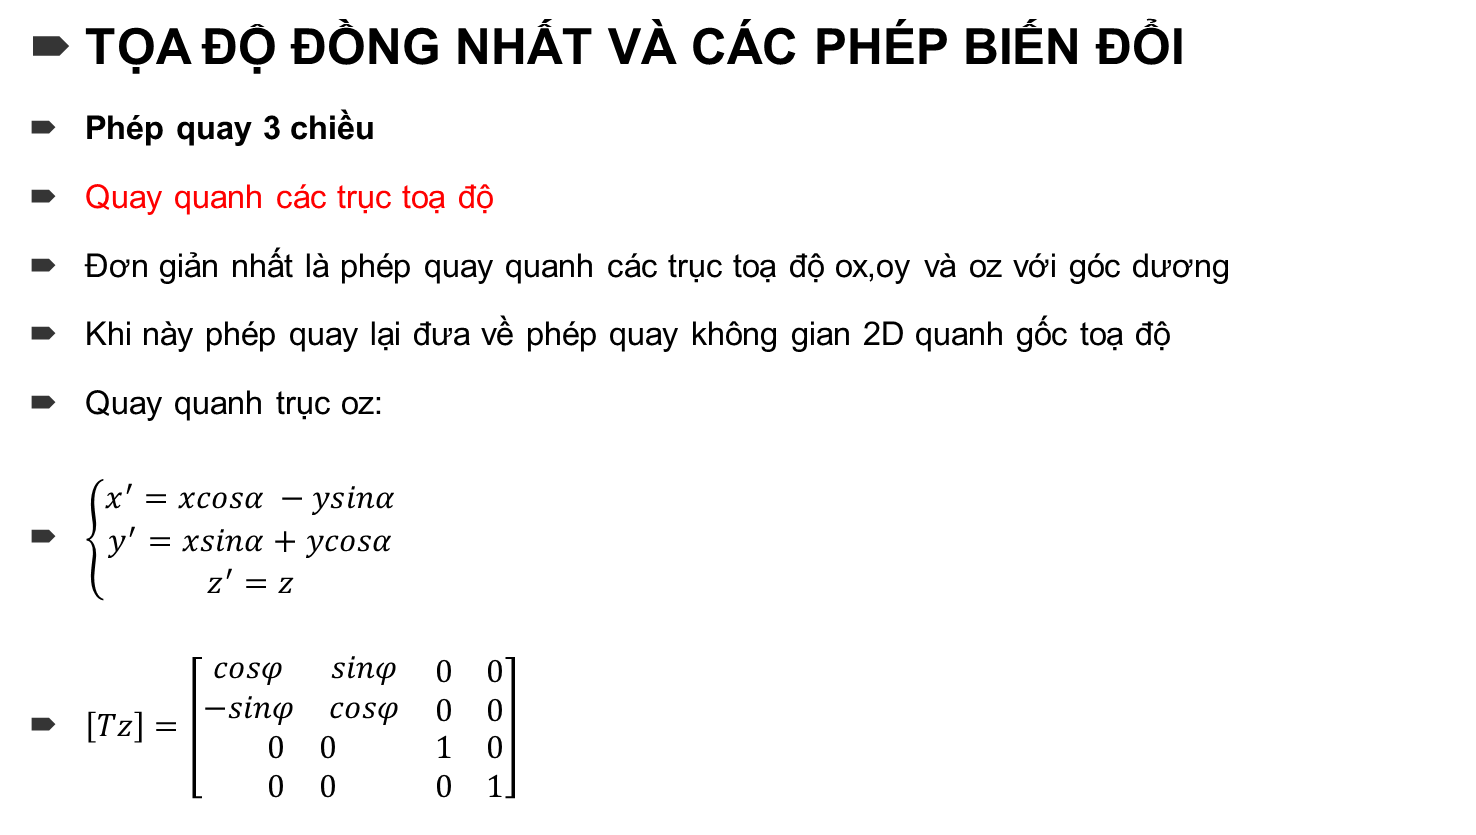 TỌA ĐỘ ĐỒNG NHẤT VÀ CÁC PHÉP BIẾN ĐỔI
Phép quay 3 chiều
Quay quanh các trục toạ độ
Đơn giản nhất là phép quay quanh các trục toạ độ ox,oy và oz với góc dương
Khi này phép quay lại đưa về phép quay không gian 2D quanh gốc toạ độ
Quay quanh trục oz:
x′ = xcosα − ysinα
y′ = xsinα + ycosα
z′ = z
cosφ sinφ 0 0
−sinφ cosφ 0 0
[Tz] =
0 0 1 0
0 0 0 1